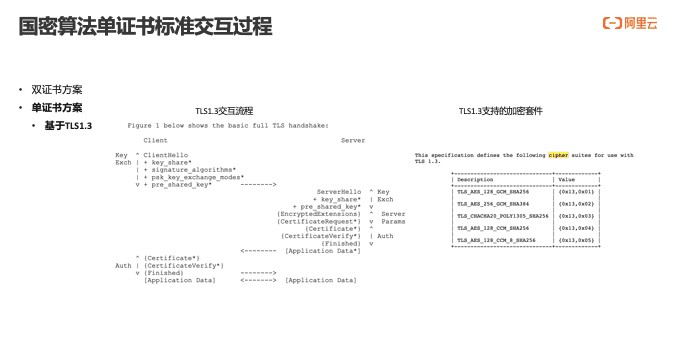 国密算法单证书标准交互过程
阿里云
• 双证书方案
• 单证书方案
• 基于TLS1.3
TLS1.3交互流程
Figure 1 below shows the basic full TLS handshake:
Client Server
Key ^ ClientHello
Exch | + key_share*
| + signature_algorithms*
| + psk_key_exchange_modes*
v + pre_shared_key* -------->
ServerHello ^ Key
+ key_share* | Exch
+ pre_shared_key* v
{EncryptedExtensions} ^ Server
{CertificateRequest*} v Params
{Certificate*} ^
{CertificateVerify*} | Auth
{Finished} v
<-------- [Application Data*]
^ {Certificate*}
Auth | {CertificateVerify*}
v {Finished} -------->
[Application Data] <-------> [Application Data]
TLS1.3支持的加密套件
This specification defines the following cipher suites for use with
TLS 1.3.
+------------------------------+-------------+
| Description | Value |
+------------------------------+-------------+
| TLS_AES_128_GCM_SHA256 | {0x13,0x01} |
| TLS_AES_256_GCM_SHA384 | {0x13,0x02} |
| TLS_CHACHA20_POLY1305_SHA256 | {0x13,0x03} |
| TLS_AES_128_CCM_SHA256 | {0x13,0x04} |
| TLS_AES_128_CCM_8_SHA256 | {0x13,0x05} |
+------------------------------+-------------+